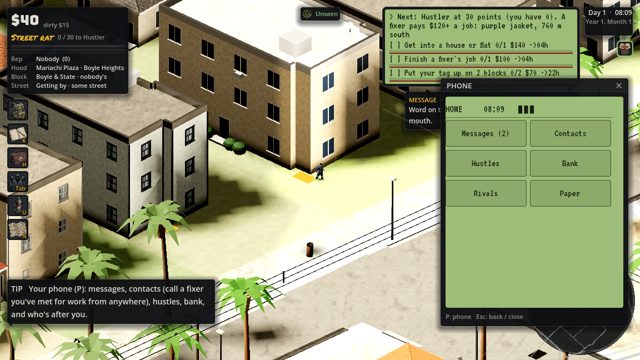 $40 dirty $15
STREET RAT 0 / 30 to Hustler
Rep Nobody (0)
Hood Mariachi Plaza · Boyle Heights
Block Boyle & State · nobody's
Street Getting by · some street
H
Tab
U
Unseen
> Next: Hustler at 30 points (you have 0). A
fixer pays $120+ a job: purple jacket, 760 m
south
[ ] Get into a house or flat 0/1 $140 ->04h
[ ] Finish a fixer's job 0/1 $100 ->04h
[ ] Put your tag up on 2 blocks 0/2 $70 ->22h
Day 1 · 08:09
Year 1, Month 1
MESSAGE
Word on
mouth.
PHONE ×
HOME 08:09
Messages (2) Contacts
Hustles Bank
Rivals Paper
P: phone Esc: back / close
TIP Your phone (P): messages, contacts (call a fixer
you've met for work from anywhere), hustles, bank,
and who's after you.